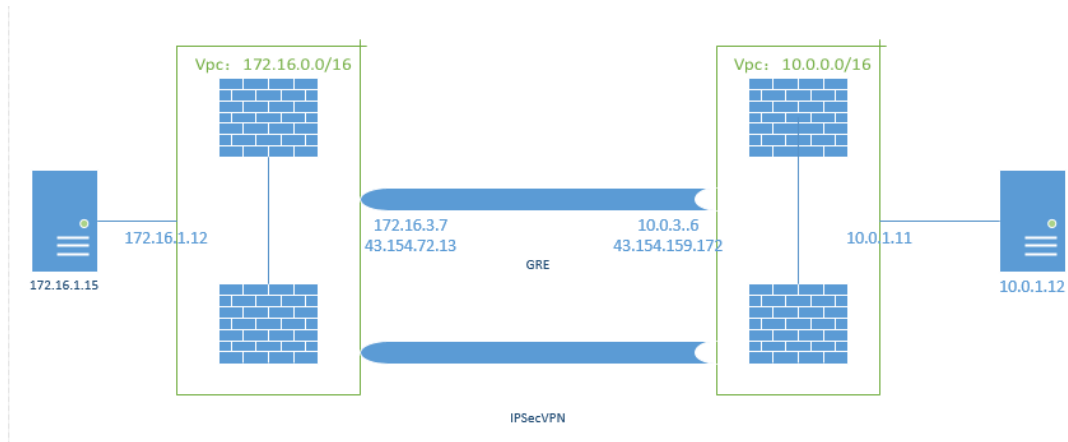 Vpc： 172.16.0.0/16
Vpc： 10.0.0.0/16
172.16.3.7
43.154.72.13
10.0.3..6
43.154.159.172
172.16.1.12
10.0.1.11
GRE
172.16.1.15
10.0.1.12
IPSecVPN